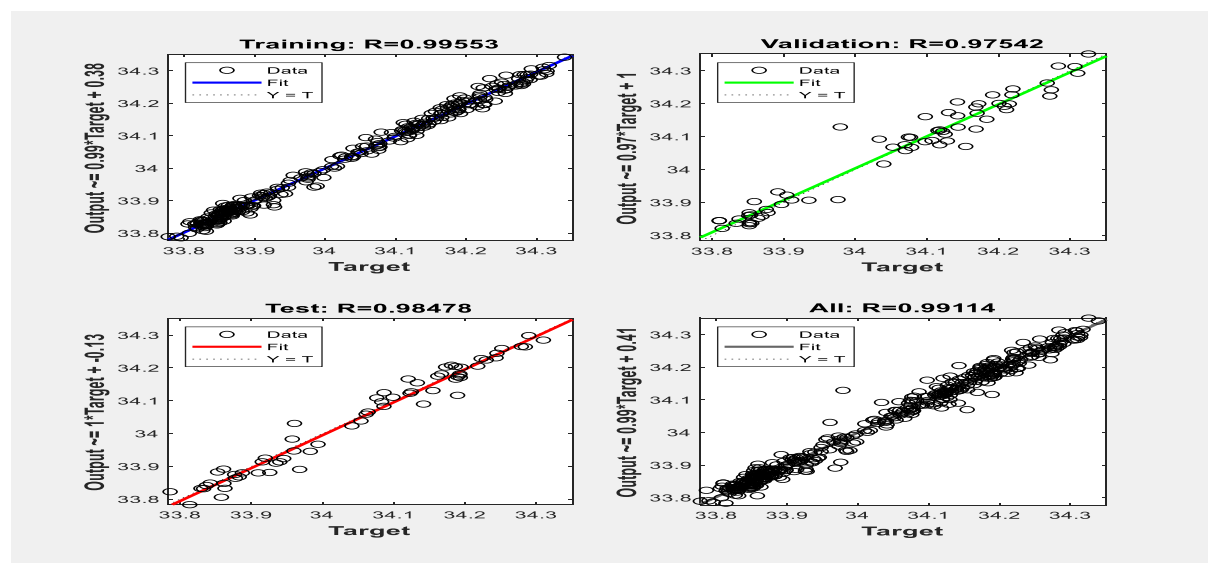 Training: R=0.99553
Output ~= 0.99*Target + 0.38
34.3
34.2
34.1
34
33.9
33.8
Data
Fit
Y = T
33.8 33.9 34 34.1 34.2 34.3
Target
Validation: R=0.97542
Output ~= 0.97*Target + 1
34.3
34.2
34.1
34
33.9
33.8
Data
Fit
Y = T
33.8 33.9 34 34.1 34.2 34.3
Target
Test: R=0.98478
Output ~= 1*Target + -0.13
34.3
34.2
34.1
34
33.9
33.8
Data
Fit
Y = T
33.8 33.9 34 34.1 34.2 34.3
Target
All: R=0.99114
Output ~= 0.99*Target + 0.41
34.3
34.2
34.1
34
33.9
33.8
Data
Fit
Y = T
33.8 33.9 34 34.1 34.2 34.3
Target